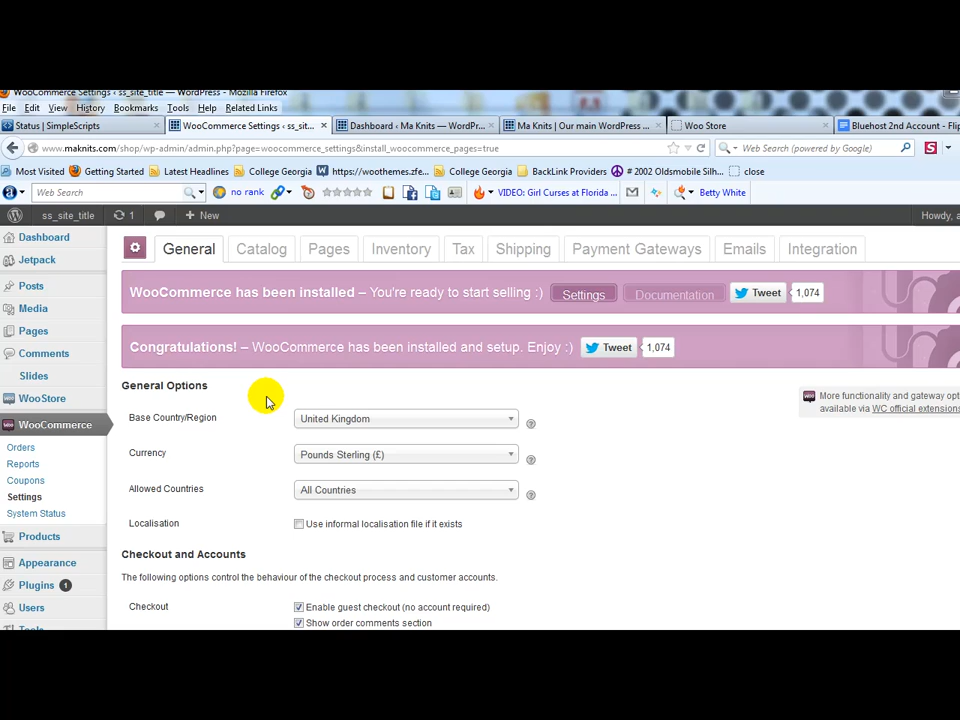 WooCommerce Settings ‹ ss_site_title — WordPress - Mozilla Firefox
File Edit View History Bookmarks Tools Help Related Links
Status | SimpleScripts × WooCommerce Settings ‹ ss_sit... × Dashboard ‹ Ma Knits — WordPr... × Ma Knits | Our main WordPress ... × Woo Store × Bluehost 2nd Account - Flip
www.maknits.com/shop/wp-admin/admin.php?page=woocommerce_settings&install_woocommerce_pages=true Search (powered by Google) S
Most Visited Getting Started Latest Headlines College Georgia https://woothemes.zfe... College Georgia BackLink Providers # 2002 Oldsmobile Silh... close
a Web Search no rank VIDEO: Girl Curses at Florida ... Betty White
ss_site_title 1 + New Howdy, a
Dashboard
Jetpack
Posts
Media
Pages
Comments
Slides
WooStore
WooCommerce
Orders
Reports
Coupons
Settings
System Status
Products
Appearance
Plugins 1
Users
Tools
General Catalog Pages Inventory Tax Shipping Payment Gateways Emails Integration
WooCommerce has been installed – You're ready to start selling :) Settings Documentation Tweet 1,074
Congratulations! – WooCommerce has been installed and setup. Enjoy :) Tweet 1,074
General Options
Base Country/Region United Kingdom ?
Currency Pounds Sterling (£) ?
Allowed Countries All Countries ?
Localisation Use informal localisation file if it exists
Checkout and Accounts
The following options control the behaviour of the checkout process and customer accounts.
Checkout Enable guest checkout (no account required)
Show order comments section
woo More functionality and gateway opt
available via WC official extensions